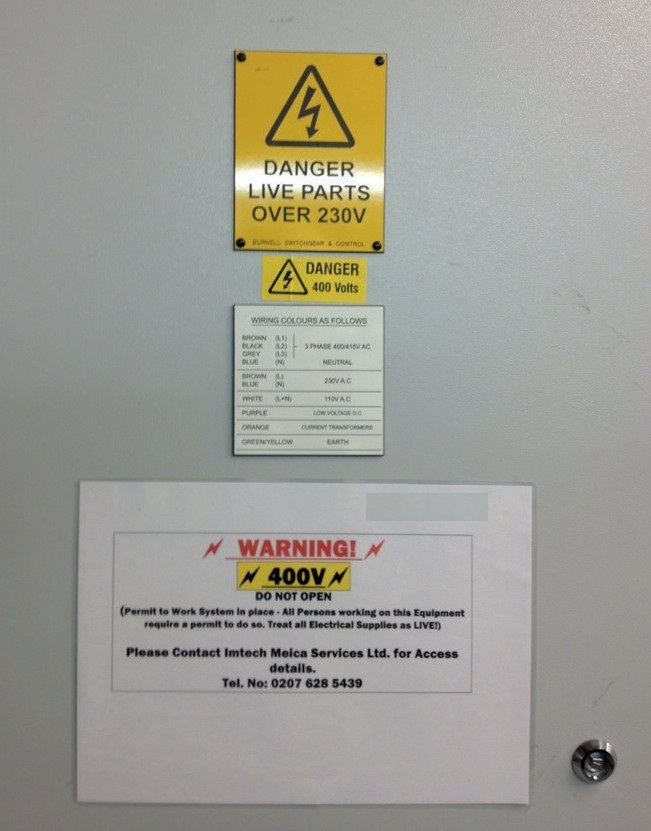 DANGER
LIVE PARTS
OVER 230V
BURNELL SWITCHGEAR & CONTROL
DANGER
400 Volts
WIRING COLOURS AS FOLLOWS
BROWN (L1)
BLACK (L2) 3 PHASE 400/415V AC
GREY (L3)
BLUE (N) NEUTRAL
BROWN (L)
BLUE (N) 230V A.C
WHITE (L+N) 110V A.C
PURPLE LOW VOLTAGE D.C
ORANGE CURRENT TRANSFORMERS
GREEN/YELLOW EARTH
WARNING!
400V
DO NOT OPEN
(Permit to Work System in place - All Persons working on this Equipment
require a permit to do so. Treat all Electrical Supplies as LIVE!)
Please Contact Imtech Meica Services Ltd. for Access
details.
Tel. No: 0207 628 5439